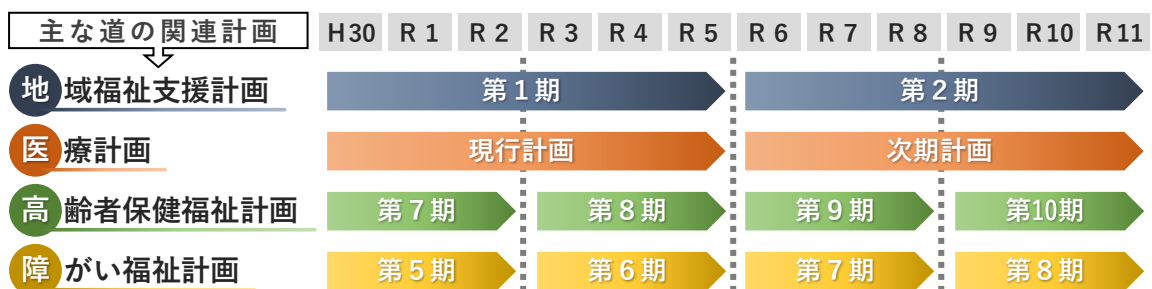 主な道の関連計画 H30 R1 R2 R3 R4 R5 R6 R7 R8 R9 R10 R11
地域福祉支援計画 第1期 第2期
医療計画 現行計画 次期計画
高齢者保健福祉計画 第7期 第8期 第9期 第10期
障がい福祉計画 第5期 第6期 第7期 第8期